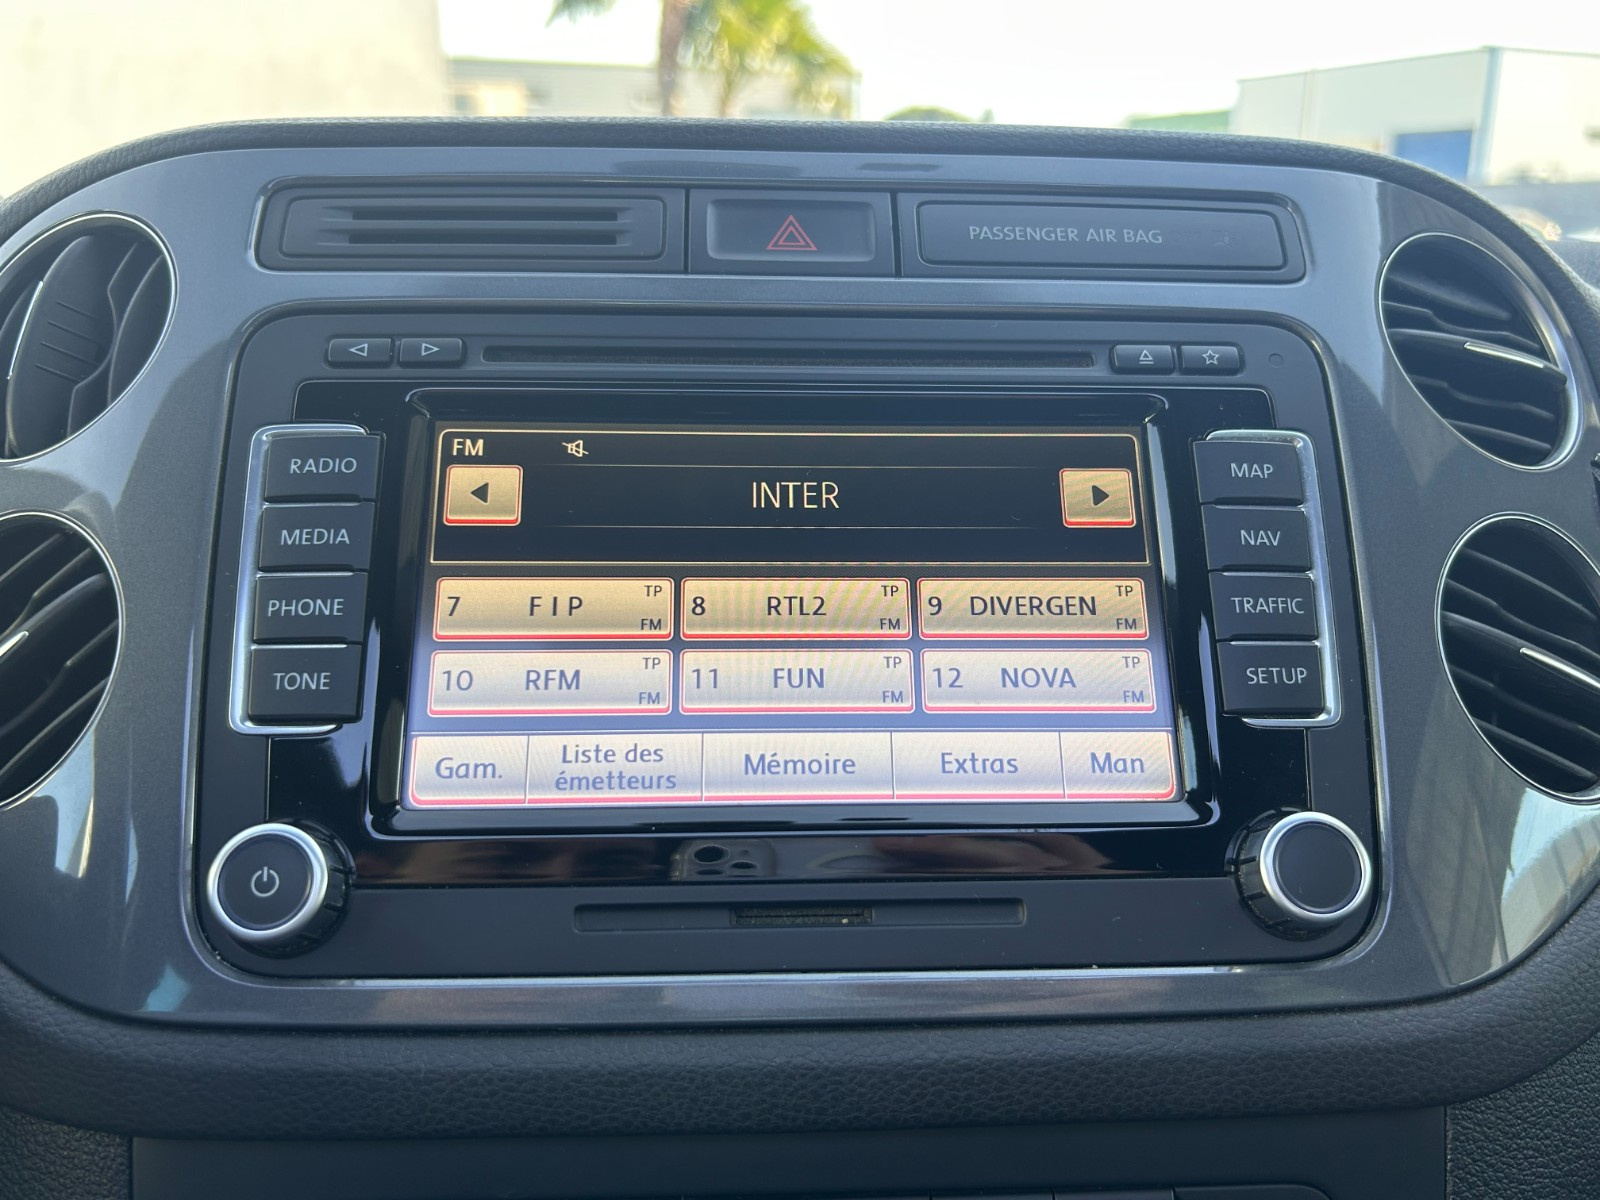 PASSENGER AIR BAG
RADIO
MEDIA
PHONE
TONE
FM
INTER
7 F I P TP FM
8 RTL2 TP FM
9 DIVERGEN TP FM
10 RFM TP FM
11 FUN TP FM
12 NOVA TP FM
Gam.
Liste des
émetteurs
Mémoire
Extras
Man
MAP
NAV
TRAFFIC
SETUP